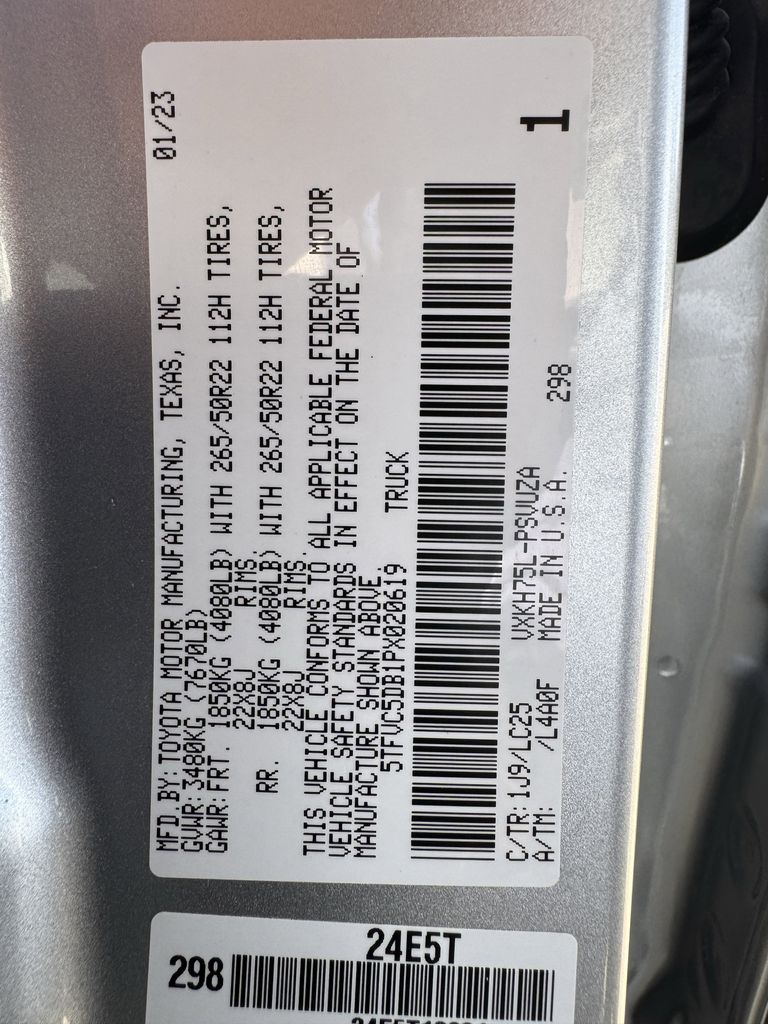 MFD.BY:TOYOTA MOTOR MANUFACTURING, TEXAS, INC. 01/23
GVWR:3480KG (7670LB)
GAWR:FRT. 1850KG (4080LB) WITH 265/50R22 112H TIRES,
22X8J RIMS.
RR. 1850KG (4080LB) WITH 265/50R22 112H TIRES,
22X8J RIMS.
THIS VEHICLE CONFORMS TO ALL APPLICABLE FEDERAL MOTOR
VEHICLE SAFETY STANDARDS IN EFFECT ON THE DATE OF
MANUFACTURE SHOWN ABOVE.
5TFVC5DB1PX020619 TRUCK
C/TR: 1J9/LC25 VXKH75L-PSVUZA 1
A/TM: /L4A0F MADE IN U.S.A. 298
24E5T
298